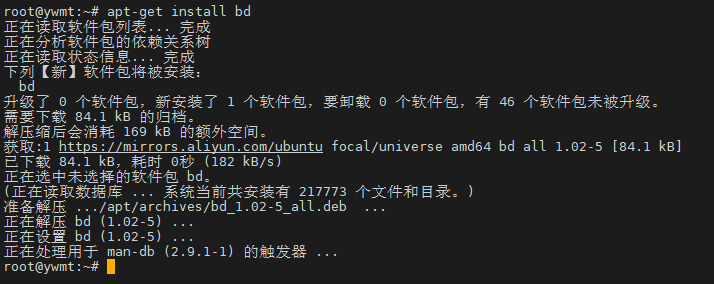 root@ywmt:~# apt-get install bd
正在读取软件包列表... 完成
正在分析软件包的依赖关系树
正在读取状态信息... 完成
下列【新】软件包将被安装：
  bd
升级了 0 个软件包，新安装了 1 个软件包，要卸载 0 个软件包，有 46 个软件包未被升级。
需要下载 84.1 kB 的归档。
解压缩后会消耗 169 kB 的额外空间。
获取:1 https://mirrors.aliyun.com/ubuntu focal/universe amd64 bd all 1.02-5 [84.1 kB]
已下载 84.1 kB，耗时 0秒 (182 kB/s)
正在选中未选择的软件包 bd。
(正在读取数据库 ... 系统当前共安装有 217773 个文件和目录。)
准备解压 .../apt/archives/bd_1.02-5_all.deb  ...
正在解压 bd (1.02-5) ...
正在设置 bd (1.02-5) ...
正在处理用于 man-db (2.9.1-1) 的触发器 ...
root@ywmt:~#